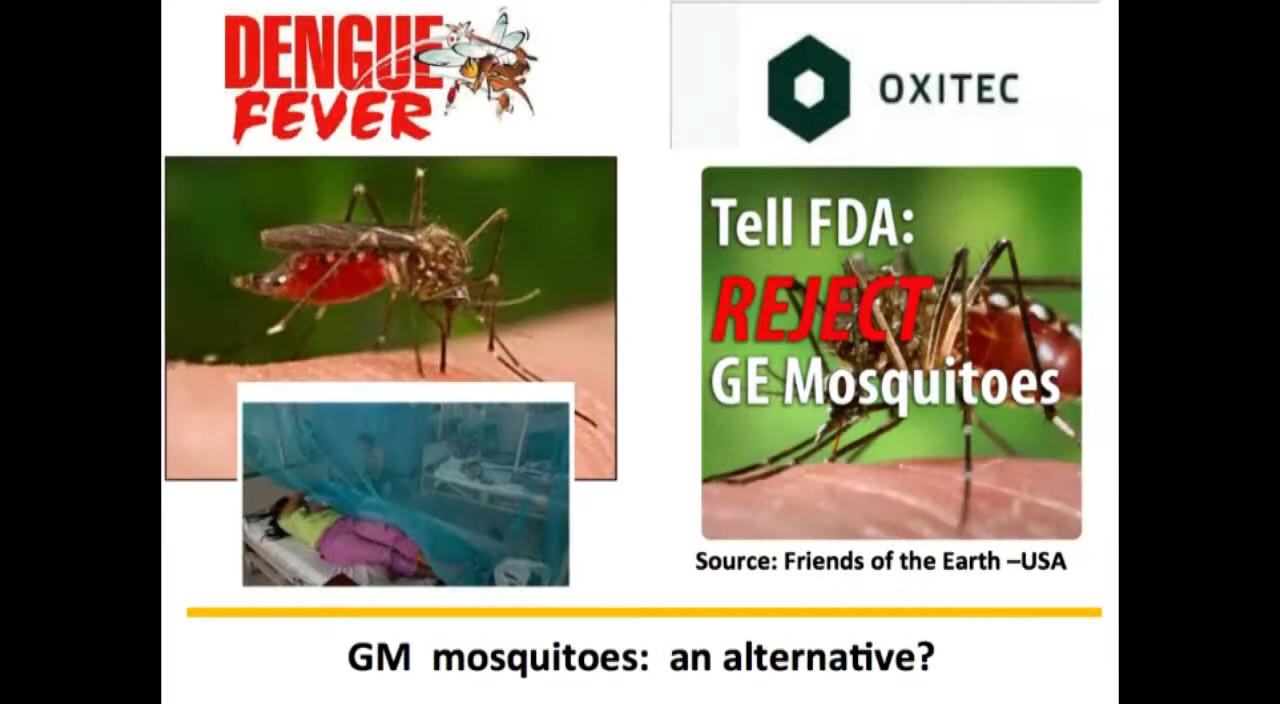 DENGUE
FEVER
OXITEC
Tell FDA:
REJECT
GE Mosquitoes
Source: Friends of the Earth –USA
GM mosquitoes: an alternative?